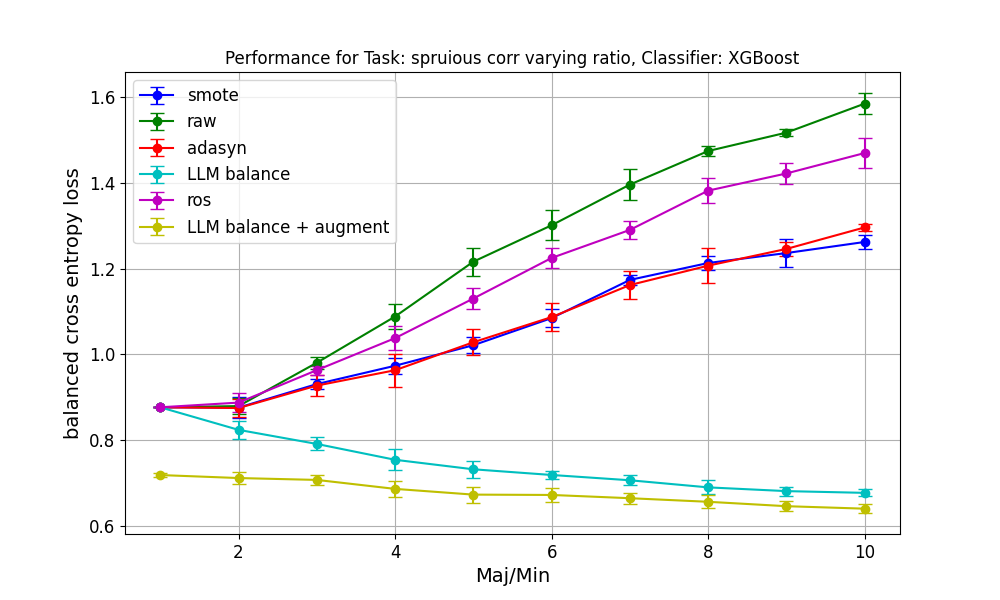 Performance for Task: spruious corr varying ratio, Classifier: XGBoost
smote
raw
adasyn
LLM balance
ros
LLM balance + augment
balanced cross entropy loss
1.6
1.4
1.2
1.0
0.8
0.6
2 4 6 8 10
Maj/Min